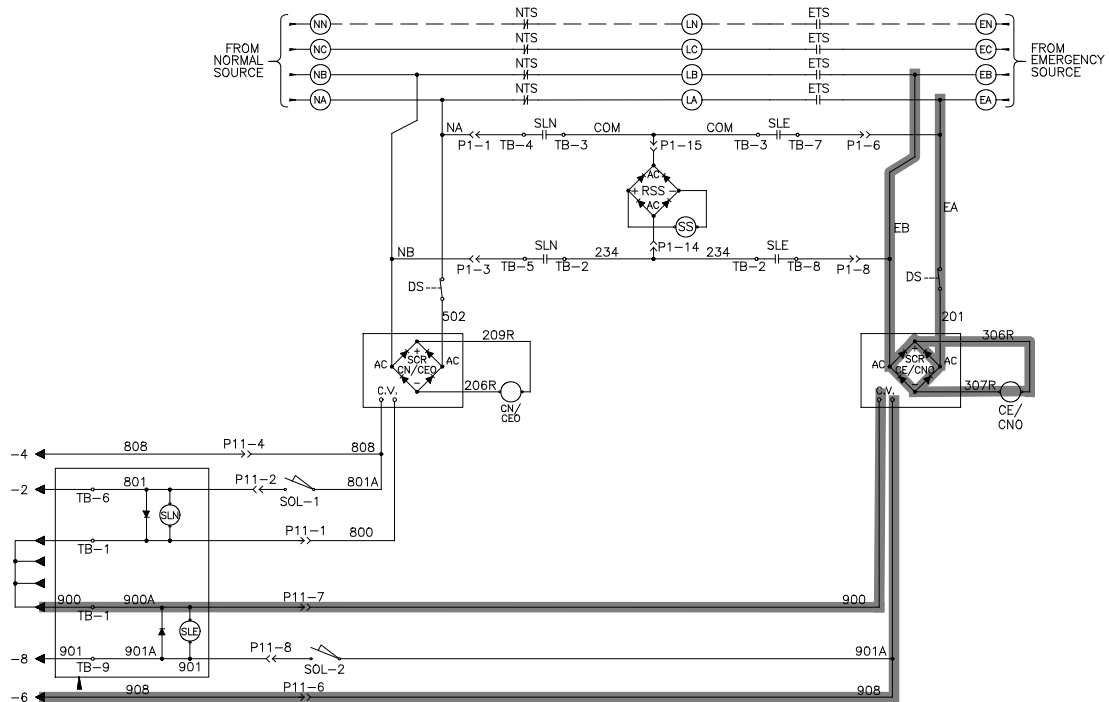 NN NTS LN ETS EN
NC NTS LC ETS EC
NB NTS LB ETS EB
NA NTS LA ETS EA
FROM
NORMAL
SOURCE
FROM
EMERGENCY
SOURCE
NA P1-1 TB-4 SLN TB-3 COM P1-15 COM TB-3 SLE TB-7 P1-6
AC
+ RSS -
AC
SS
P1-14
NB P1-3 TB-5 SLN TB-2 234 234 TB-2 SLE TB-8 P1-8
EB
EA
DS
DS
502
201
209R
306R
AC + SCR CN/CEO - AC
AC + SCR CE/CNO - AC
206R
307R
C.V.
C.V.
CN/
CEO
CE/
CNO
-4 808 P11-4 808
-2 TB-6 801 P11-2 SOL-1 801A
SLN
TB-1 P11-1 800
900 TB-1 900A P11-7 900
SLE
-8 901 TB-9 901A 901 P11-8 SOL-2 901A
-6 908 P11-6 908